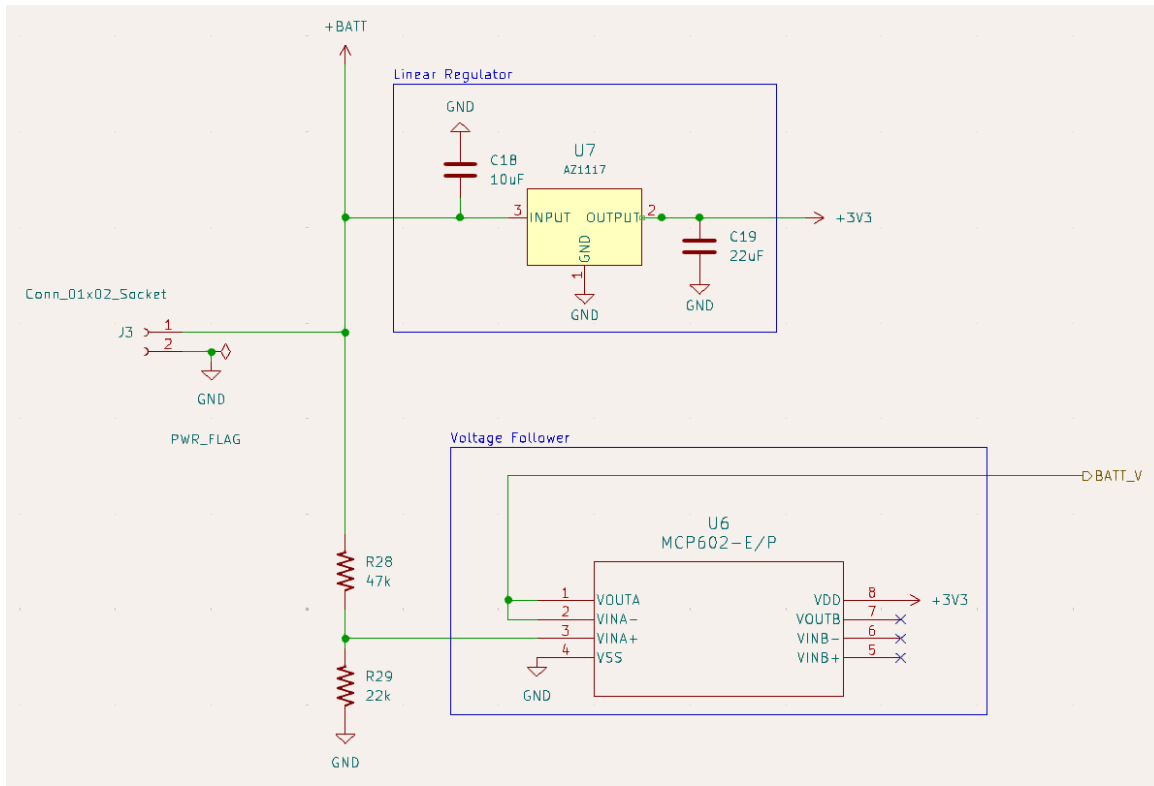 +BATT
Linear Regulator
GND
C18
10uF
U7
AZ1117
3
INPUT
OUTPUT
2
GND
1
GND
+3V3
C19
22uF
GND
Conn_01x02_Socket
J3
1
2
GND
PWR_FLAG
Voltage Follower
BATT_V
U6
MCP602-E/P
R28
47k
1
VOUTA
2
VINA-
3
VINA+
4
VSS
GND
VDD
8
+3V3
VOUTB
7
VINB-
6
VINB+
5
R29
22k
GND